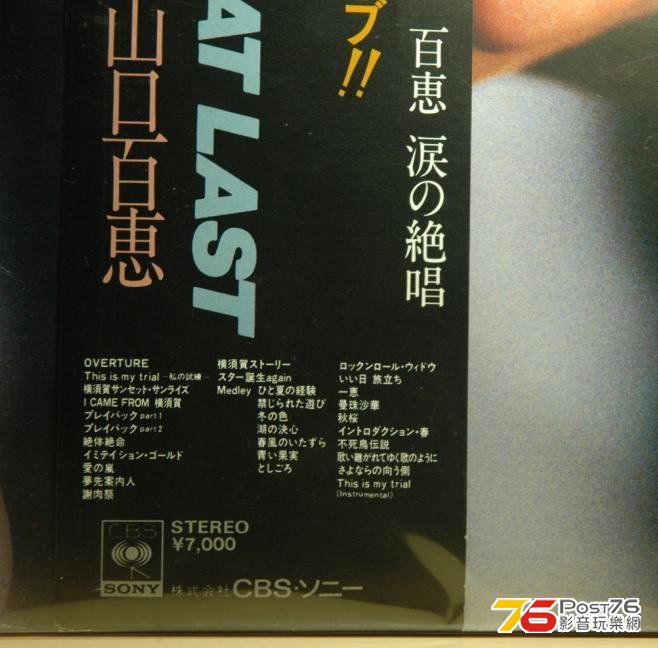 ブ!!
百恵 涙の絶唱
AT LAST
山口百恵
OVERTURE
This is my trial —私の試練—
横須賀サンセット・サンライズ
I CAME FROM 横須賀
プレイバック part 1
プレイバック part 2
絶体絶命
イミテイション・ゴールド
愛の嵐
夢先案内人
謝肉祭
横須賀ストーリー
スター誕生again
Medley ひと夏の経験
禁じられた遊び
冬の色
湖の決心
春風のいたずら
青い果実
としごろ
ロックンロール・ウィドウ
いい日 旅立ち
一恵
曼珠沙華
秋桜
イントロダクション・春
不死鳥伝説
歌い継がれてゆく歌のように
さよならの向う側
This is my trial
(Instrumental)
CBS
SONY
STEREO
¥7,000
株式会社 CBS・ソニー
76 POST76
影音玩樂網